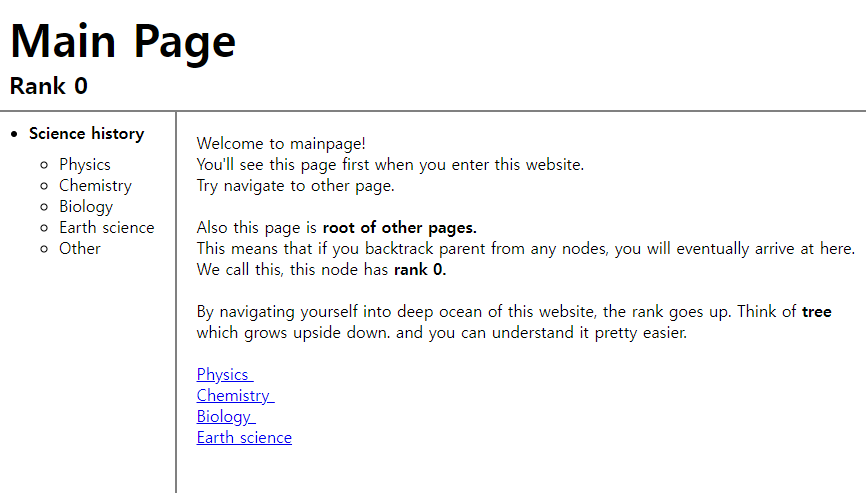 Main Page
Rank 0
Science history
Physics
Chemistry
Biology
Earth science
Other
Welcome to mainpage!
You'll see this page first when you enter this website.
Try navigate to other page.
Also this page is root of other pages.
This means that if you backtrack parent from any nodes, you will eventually arrive at here.
We call this, this node has rank 0.
By navigating yourself into deep ocean of this website, the rank goes up. Think of tree
which grows upside down. and you can understand it pretty easier.
Physics
Chemistry
Biology
Earth science